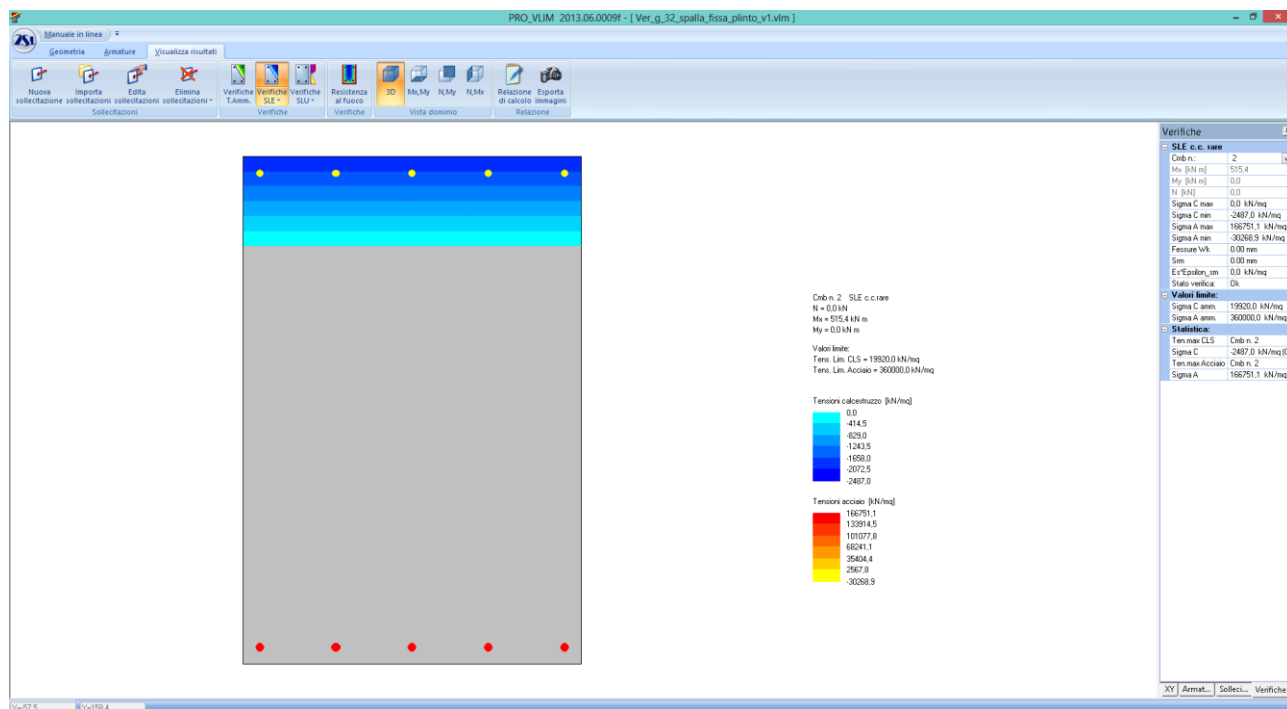 PRO_VLIM 2013.06.0009f - [ Ver_g_32_spalla_fissa_plinto_v1.vlm ]
2SI
Manuale in linea
Geometria Armature Visualizza risultati
Nuova sollecitazione
Importa sollecitazioni
Edita sollecitazioni
Elimina sollecitazioni
Verifiche T.Amm.
Verifiche SLE
Verifiche SLU
Resistenza al fuoco
3D
Mx,My
N,My
N,Mx
Relazione di calcolo
Esporta immagini
Sollecitazioni Verifiche Verifiche Vista dominio Relazione
Cmb n. 2 SLE c.c.rare
N = 0,0 kN
Mx = 515,4 kN m
My = 0,0 kN m
Valori limite:
Tens. Lim. CLS = 19920,0 kN/mq
Tens. Lim. Acciaio = 360000,0 kN/mq
Tensioni calcestruzzo [kN/mq]
0,0
-414,5
-829,0
-1243,5
-1658,0
-2072,5
-2487,0
Tensioni acciaio [kN/mq]
166751,1
133914,5
101077,8
68241,1
35404,4
2567,8
-30268,9
Verifiche
SLE c.c. rare
Cmb n.: 2
Mx [kN m] 515,4
My [kN m] 0,0
N [kN] 0,0
Sigma C max 0,0 kN/mq
Sigma C min -2487,0 kN/mq
Sigma A max 166751,1 kN/mq
Sigma A min -30268,9 kN/mq
Fessure Wk 0.00 mm
Srm 0.00 mm
Es*Epsilon_sm 0,0 kN/mq
Stato verifica: Ok
Valori limite:
Sigma C amm. 19920,0 kN/mq
Sigma A amm. 360000,0 kN/mq
Statistica:
Ten.max CLS Cmb n. 2
Sigma C -2487,0 kN/mq (0
Ten.max Acciaio Cmb n. 2
Sigma A 166751,1 kN/mq
XY Armat... Solleci... Verifiche
X=-57.5 Y=158.4